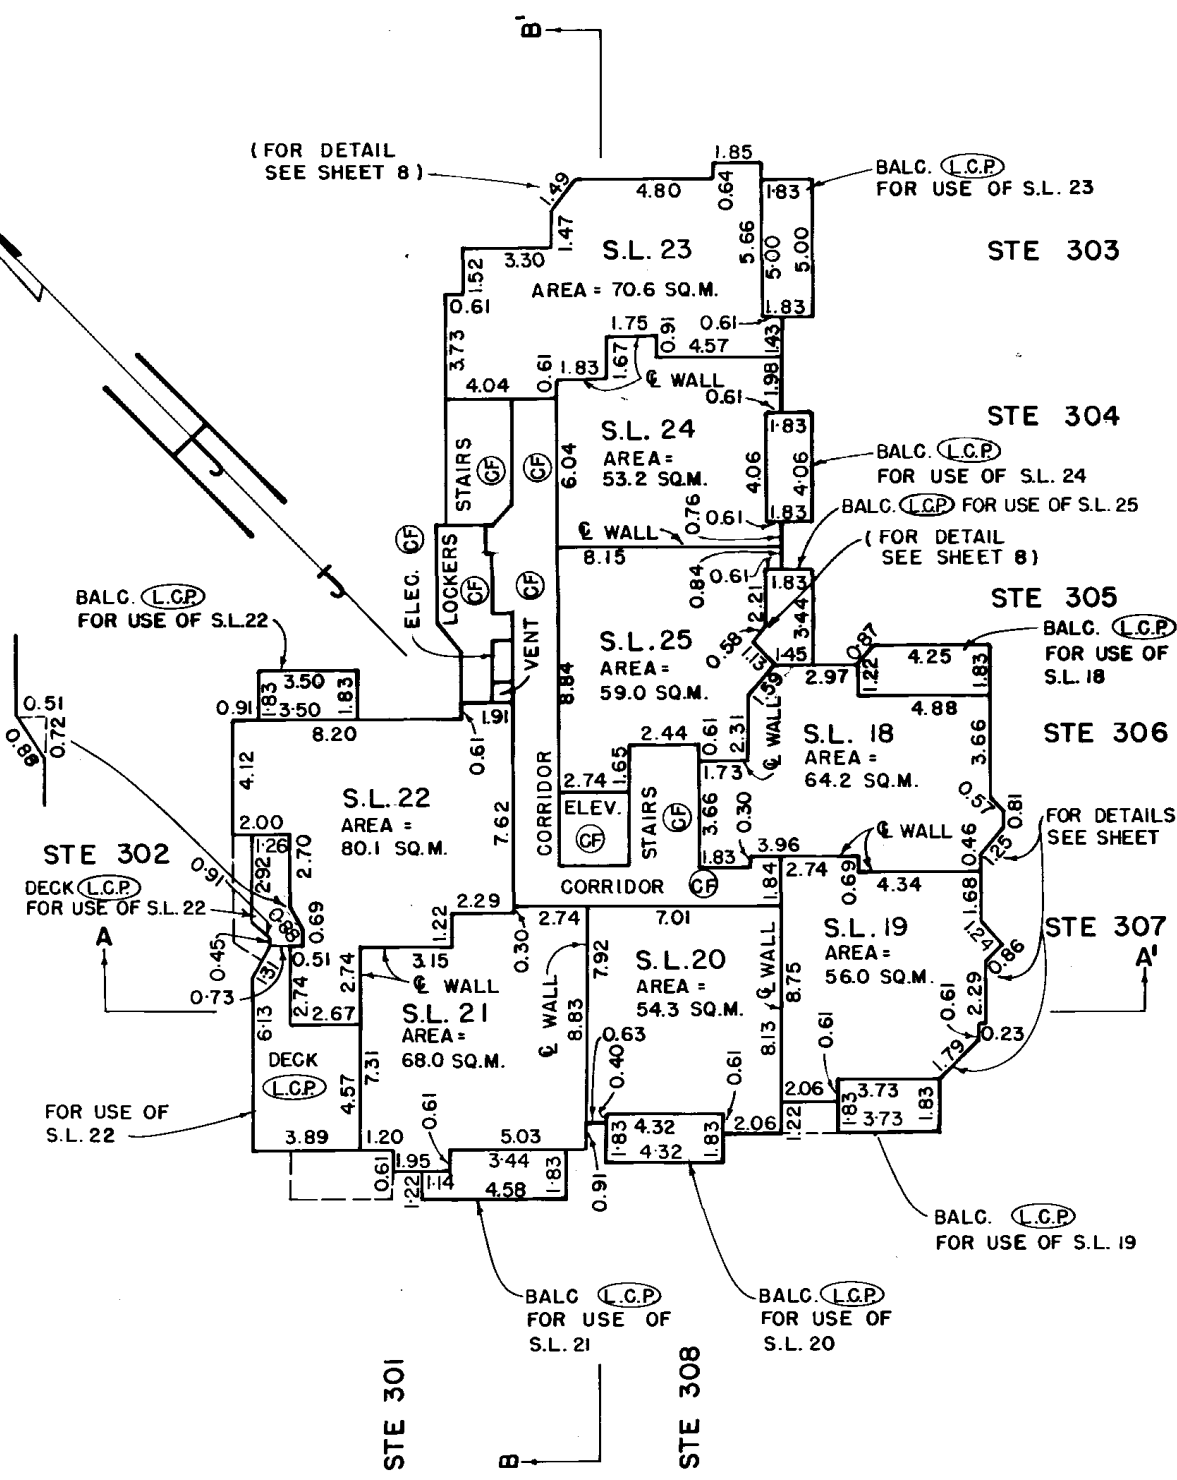 B'
1.85
(FOR DETAIL
SEE SHEET 8)
1.49
4.80
0.64
1.83
BALC. L.C.P.
FOR USE OF S.L. 23
1.47
5.66
5.00
5.00
S.L. 23
STE 303
3.30
1.52
AREA = 70.6 SQ.M.
0.61
1.83
1.75
0.61
0.91
1.43
3.73
4.57
1.67
1.83
0.61
4.04
℄ WALL
1.98
0.61
STE 304
1.83
S.L. 24
AREA =
53.2 SQ.M.
BALC. L.C.P.
FOR USE OF S.L. 24
STAIRS
CF
CF
6.04
4.06
4.06
1.83
0.76
0.61
BALC. L.C.P. FOR USE OF S.L.25
℄ WALL
(FOR DETAIL
SEE SHEET 8)
8.15
ELEC. CF
LOCKERS
CF
CF
0.84
0.61
1.83
2.21
3.44
STE 305
BALC. L.C.P.
FOR USE OF S.L.22
VENT
0.58
1.13
1.45
S.L. 25
AREA =
59.0 SQ.M.
8.84
0.87
4.25
1.83
BALC. L.C.P.
FOR USE OF
S.L. 18
2.97
1.22
1.59
4.88
3.50
1.83
3.50
1.83
0.91
8.20
1.91
0.61
0.51
0.72
0.88
℄ WALL
0.61
2.31
2.44
1.65
1.73
S.L. 18
AREA =
64.2 SQ.M.
3.66
STE 306
4.12
S.L. 22
AREA =
80.1 SQ.M.
7.62
CORRIDOR
2.74
ELEV.
CF
STAIRS
CF
3.66
0.30
0.57
0.81
FOR DETAILS
SEE SHEET
2.00
1.26
2.92
2.70
STE 302
1.83
3.96
2.74
0.69
℄ WALL
4.34
0.46
1.25
DECK L.C.P.
FOR USE OF S.L. 22
0.91
0.88
0.69
CORRIDOR CF
1.84
1.68
2.29
1.22
2.74
7.01
0.30
A
0.45
1.31
0.73
0.51
2.74
2.74
3.15
℄ WALL
7.92
S.L. 20
AREA =
54.3 SQ.M.
℄ WALL
8.75
S.L. 19
AREA =
56.0 SQ.M.
1.24
0.86
STE 307
A'
2.67
6.13
S.L. 21
AREA =
68.0 SQ.M.
℄ WALL
8.83
8.13
2.29
0.61
0.23
1.79
DECK
L.C.P.
4.57
7.31
0.63
0.40
0.61
0.61
2.06
3.73
1.83
3.73
1.83
FOR USE OF
S.L. 22
0.61
3.89
1.20
5.03
1.83
4.32
4.32
1.83
2.06
1.22
0.61
1.95
1.22
1.14
3.44
4.58
1.83
0.91
BALC. L.C.P.
FOR USE OF S.L. 19
BALC L.C.P.
FOR USE OF
S.L. 21
BALC. L.C.P.
FOR USE OF
S.L. 20
STE 301
STE 308
B